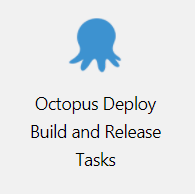 Octopus Deploy
Build and Release
Tasks